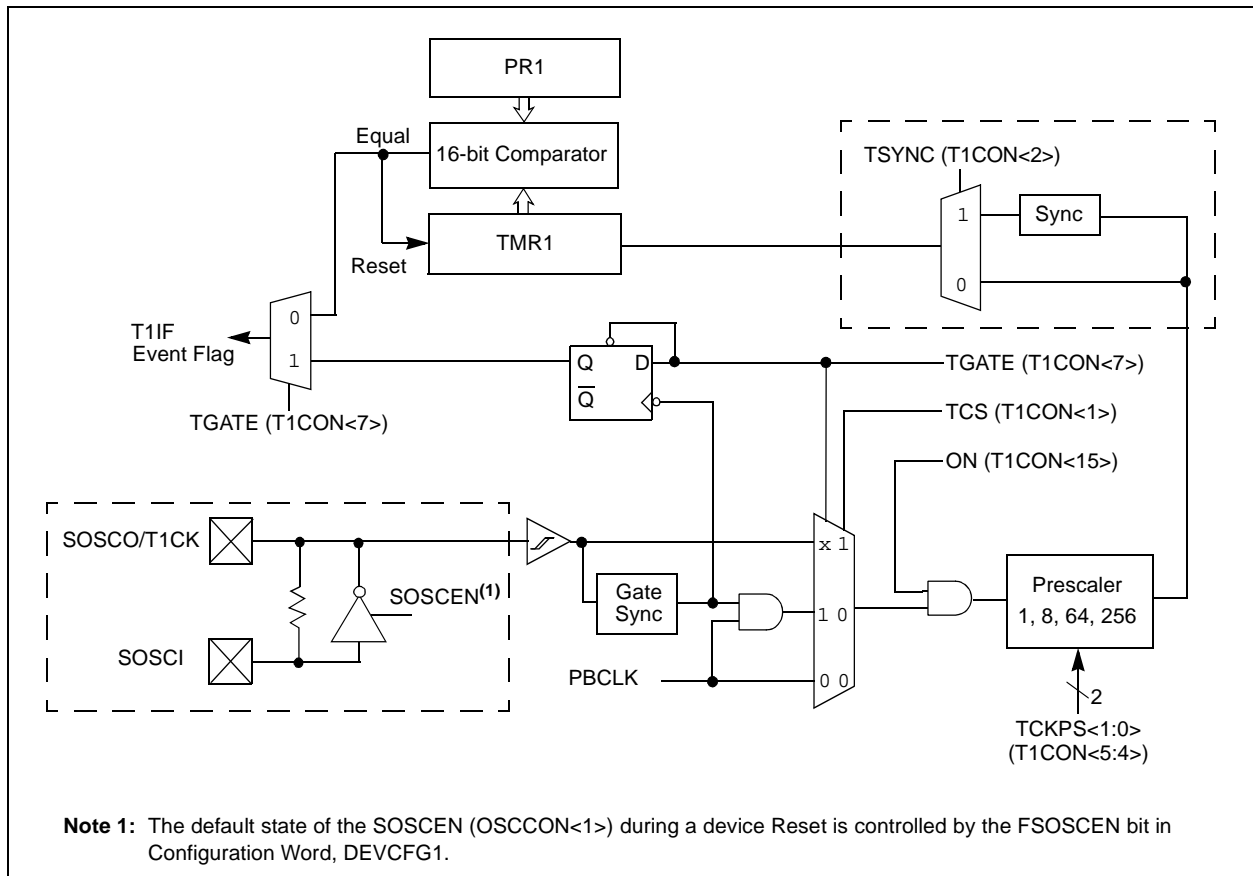 PR1
Equal
16-bit Comparator
TSYNC (T1CON<2>)
1
Sync
TMR1
Reset
0
0
T1IF
Event Flag
1
Q
D
TGATE (T1CON<7>)
Q̅
TGATE (T1CON<7>)
TCS (T1CON<1>)
ON (T1CON<15>)
SOSCO/T1CK
x 1
SOSCEN(1)
Gate
Sync
1 0
Prescaler
1, 8, 64, 256
SOSCI
PBCLK
0 0
2
TCKPS<1:0>
(T1CON<5:4>)
Note 1: The default state of the SOSCEN (OSCCON<1>) during a device Reset is controlled by the FSOSCEN bit in
Configuration Word, DEVCFG1.